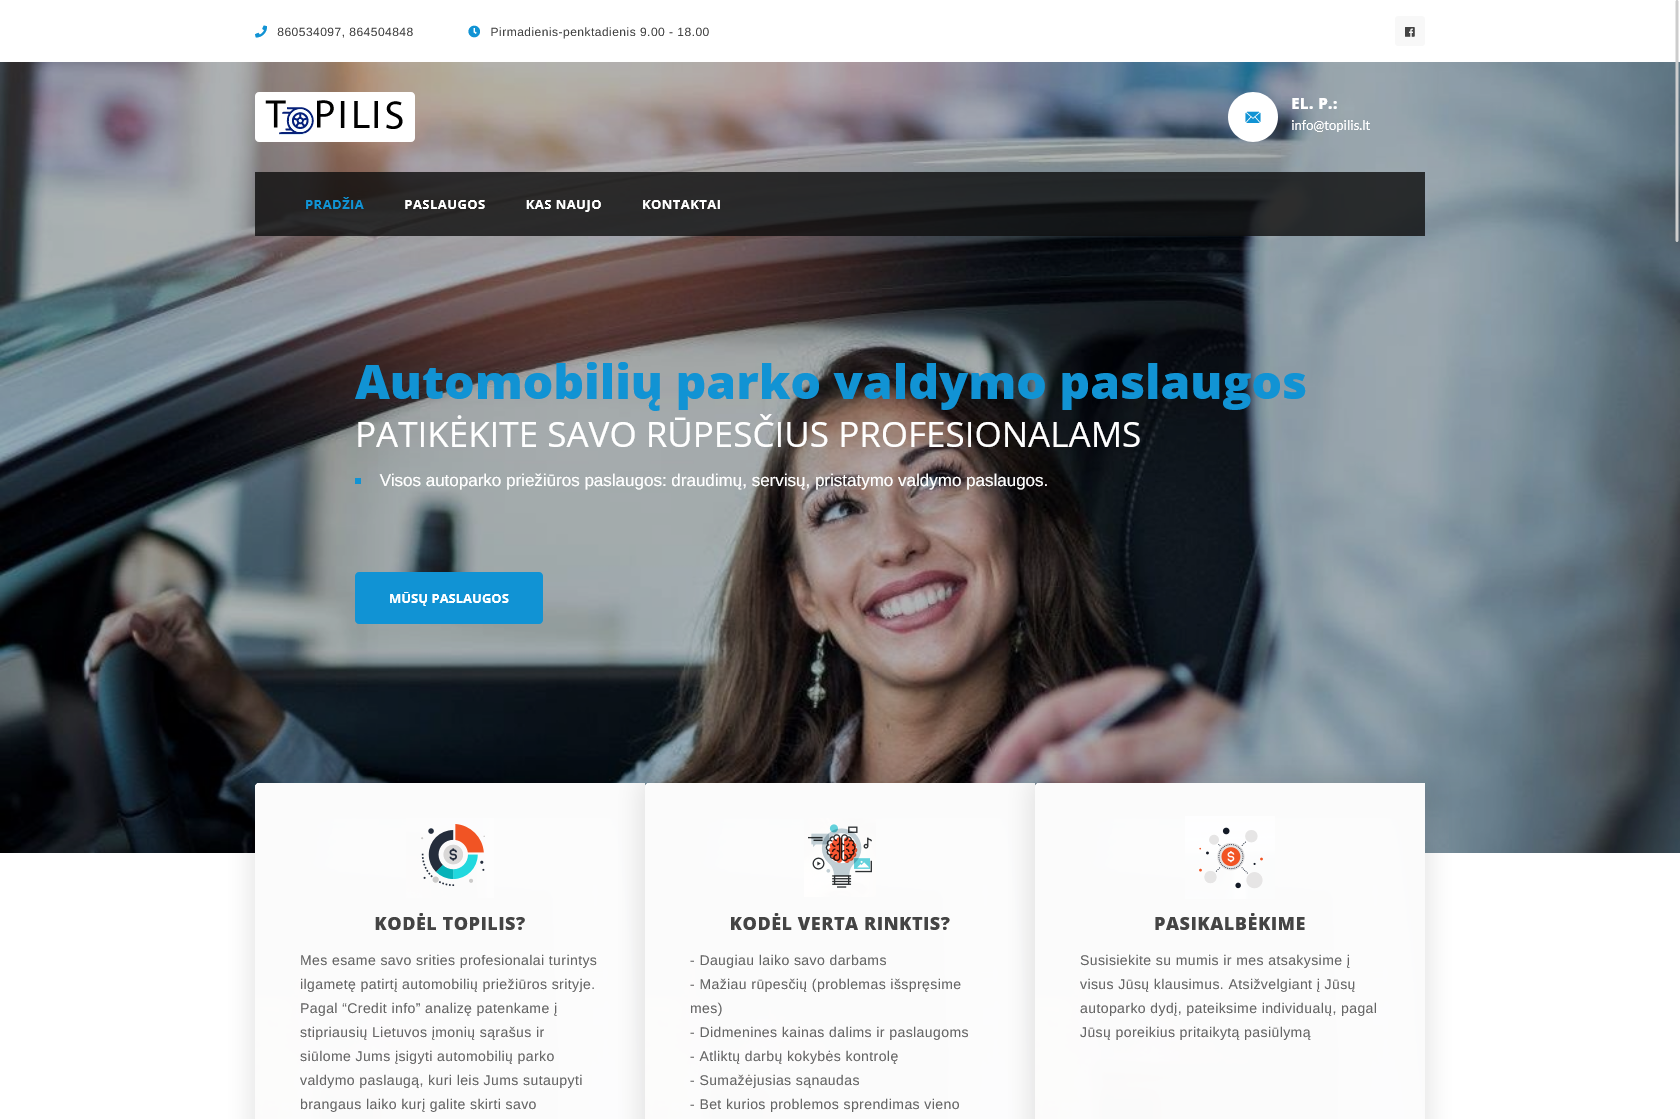 860534097, 864504848
Pirmadienis-penktadienis 9.00 - 18.00
TOPILIS
EL. P.:
info@topilis.lt
PRADŽIA
PASLAUGOS
KAS NAUJO
KONTAKTAI
Automobilių parko valdymo paslaugos
PATIKĖKITE SAVO RŪPESČIUS PROFESIONALAMS
Visos autoparko priežiūros paslaugos: draudimų, servisų, pristatymo valdymo paslaugos.
MŪSŲ PASLAUGOS
KODĖL TOPILIS?
Mes esame savo srities profesionalai turintys
ilgametę patirtį automobilių priežiūros srityje.
Pagal “Credit info” analizę patenkame į
stipriausių Lietuvos įmonių sąrašus ir
siūlome Jums įsigyti automobilių parko
valdymo paslaugą, kuri leis Jums sutaupyti
brangaus laiko kurį galite skirti savo
KODĖL VERTA RINKTIS?
- Daugiau laiko savo darbams
- Mažiau rūpesčių (problemas išspręsime
mes)
- Didmenines kainas dalims ir paslaugoms
- Atliktų darbų kokybės kontrolę
- Sumažėjusias sąnaudas
- Bet kurios problemos sprendimas vieno
PASIKALBĖKIME
Susisiekite su mumis ir mes atsakysime į
visus Jūsų klausimus. Atsižvelgiant į Jūsų
autoparko dydį, pateiksime individualų, pagal
Jūsų poreikius pritaikytą pasiūlymą